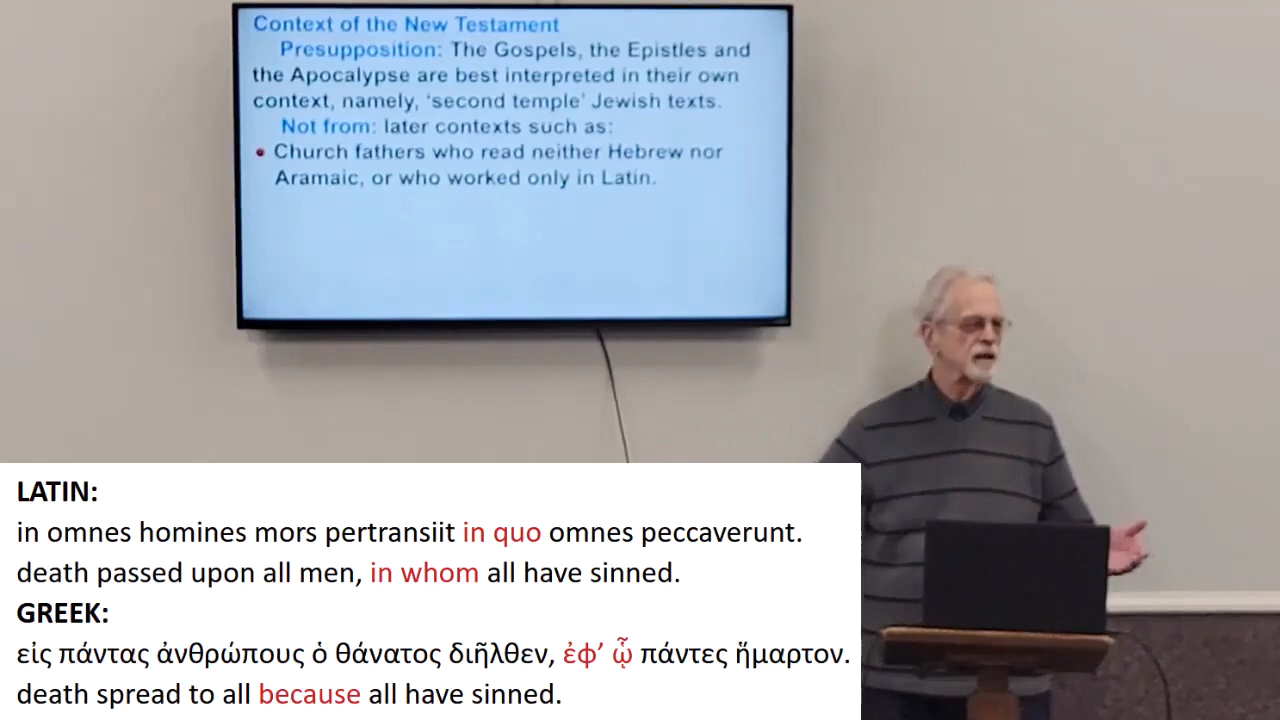 Context of the New Testament
Presupposition: The Gospels, the Epistles and
the Apocalypse are best interpreted in their own
context, namely, ‘second temple’ Jewish texts.
Not from: later contexts such as:
• Church fathers who read neither Hebrew nor
Aramaic, or who worked only in Latin.
LATIN:
in omnes homines mors pertransiit in quo omnes peccaverunt.
death passed upon all men, in whom all have sinned.
GREEK:
εἰς πάντας ἀνθρώπους ὁ θάνατος διῆλθεν, ἐφ’ ᾧ πάντες ἥμαρτον.
death spread to all because all have sinned.